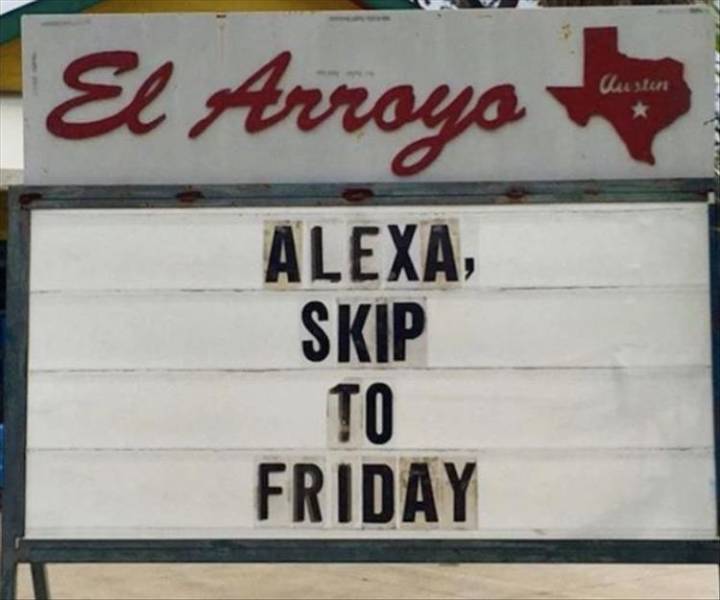 El Arroyo
Austin
ALEXA,
SKIP
TO
FRIDAY